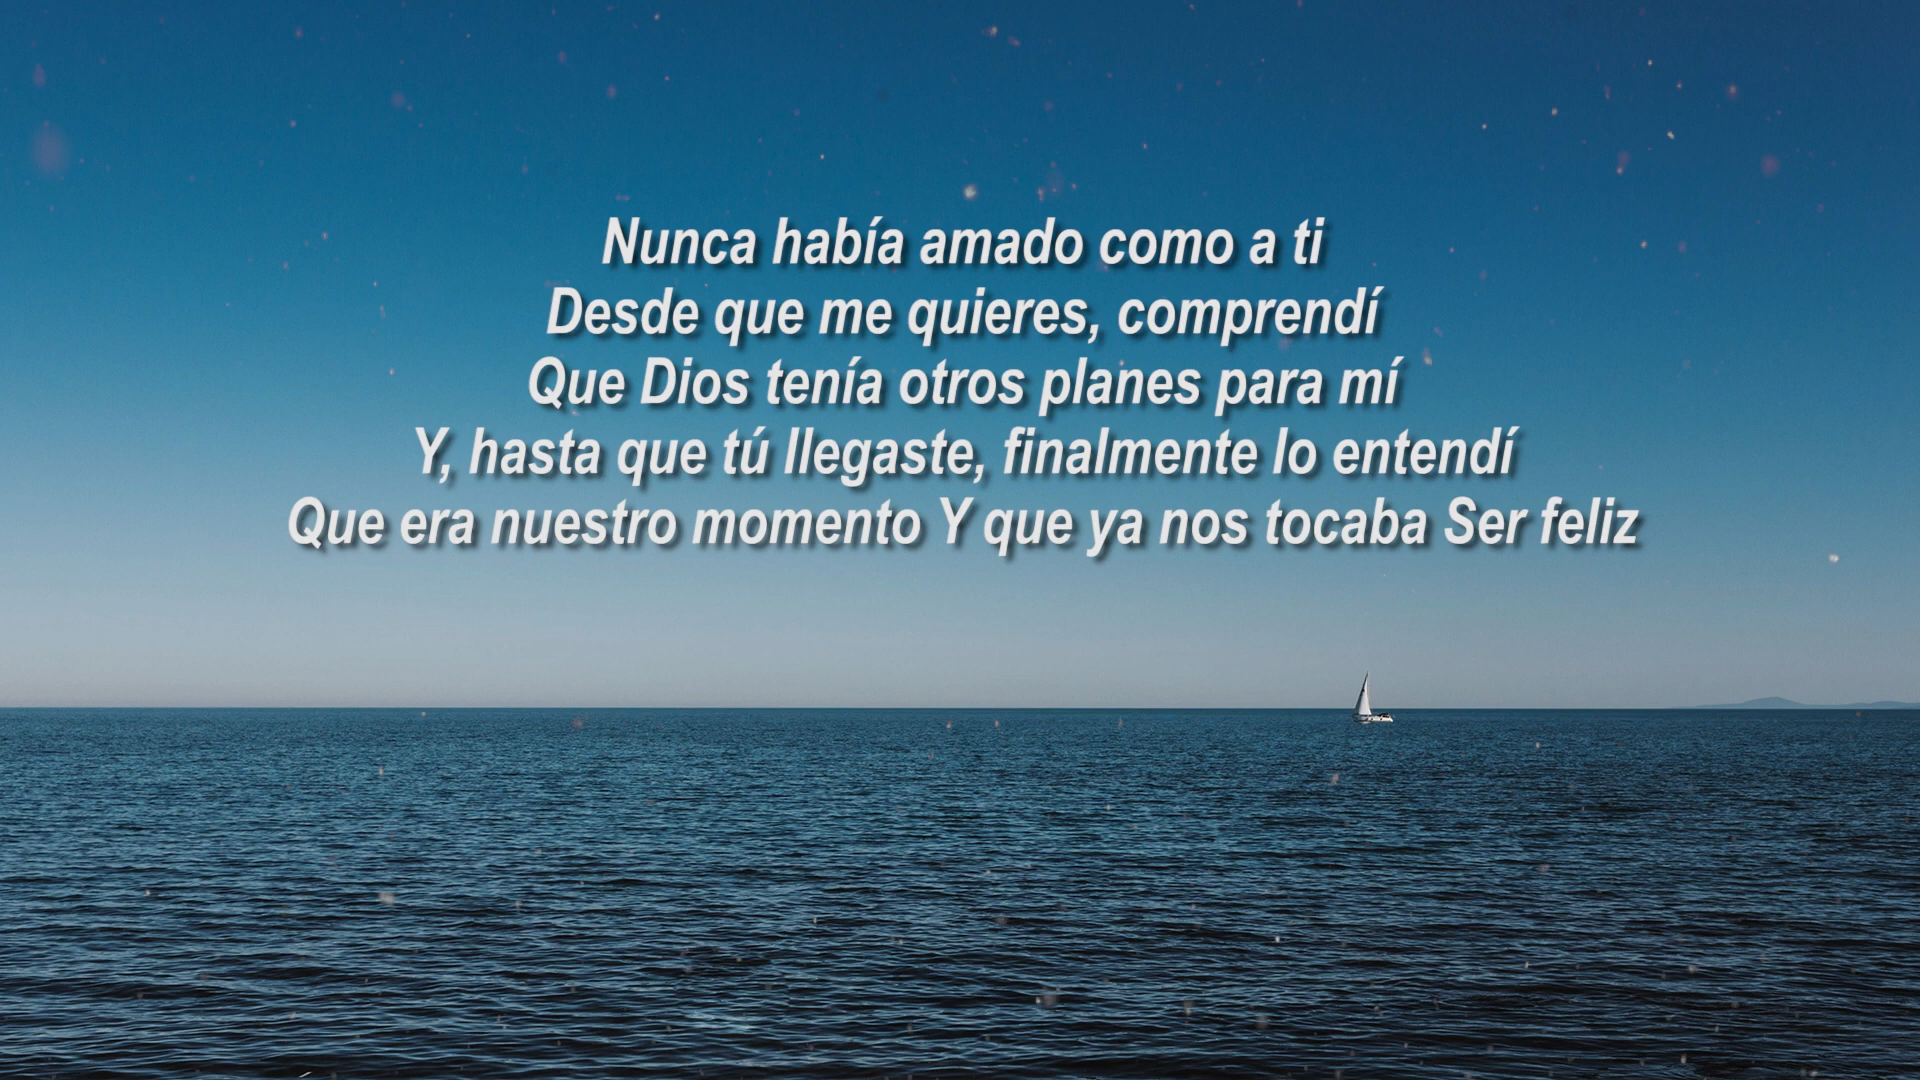 Nunca había amado como a ti
Desde que me quieres, comprendí
Que Dios tenía otros planes para mí
Y, hasta que tú llegaste, finalmente lo entendí
Que era nuestro momento Y que ya nos tocaba Ser feliz